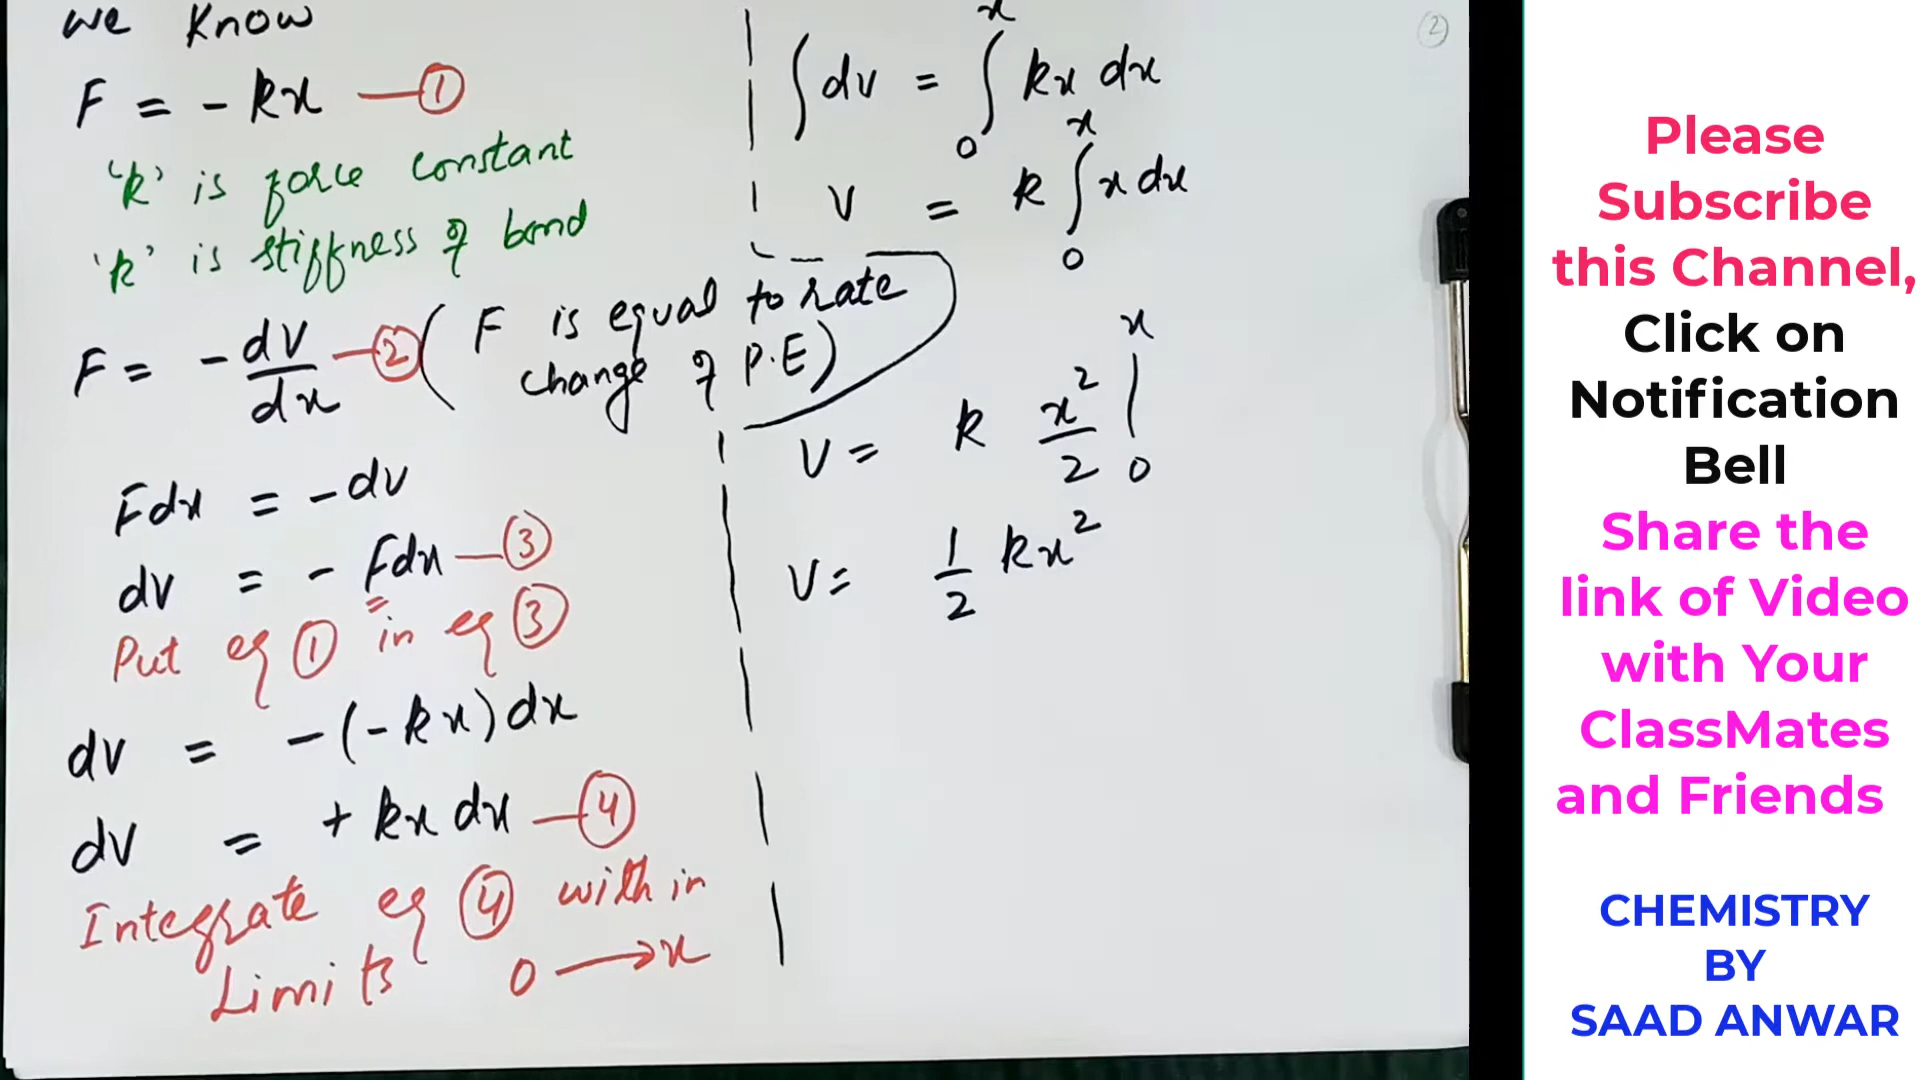 we know
F = - kx —①
'k' is force constant
'k' is stiffness of bond
F = - dV/dx —② ( F is equal to rate
change of P.E)
Fdx = - dv
dv = - Fdx —③
Put eq ① in eq ③
dv = -(-kx)dx
dv = + kx dx —④
Integrate eq ④ with in
Limits 0 ⟶ x
∫dv = ∫₀ˣ kx dx
V = k ∫₀ˣ x dx
V = k x²/2 |₀ˣ
V = 1/2 kx²
②
Please
Subscribe
this Channel,
Click on
Notification
Bell
Share the
link of Video
with Your
ClassMates
and Friends
CHEMISTRY
BY
SAAD ANWAR